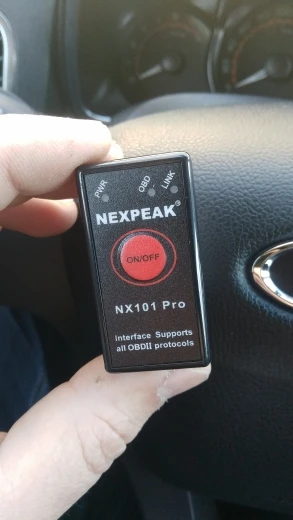 PWR OBD LINK
NEXPEAK®
ON/OFF
NX101 Pro
Interface Supports
all OBDII protocols